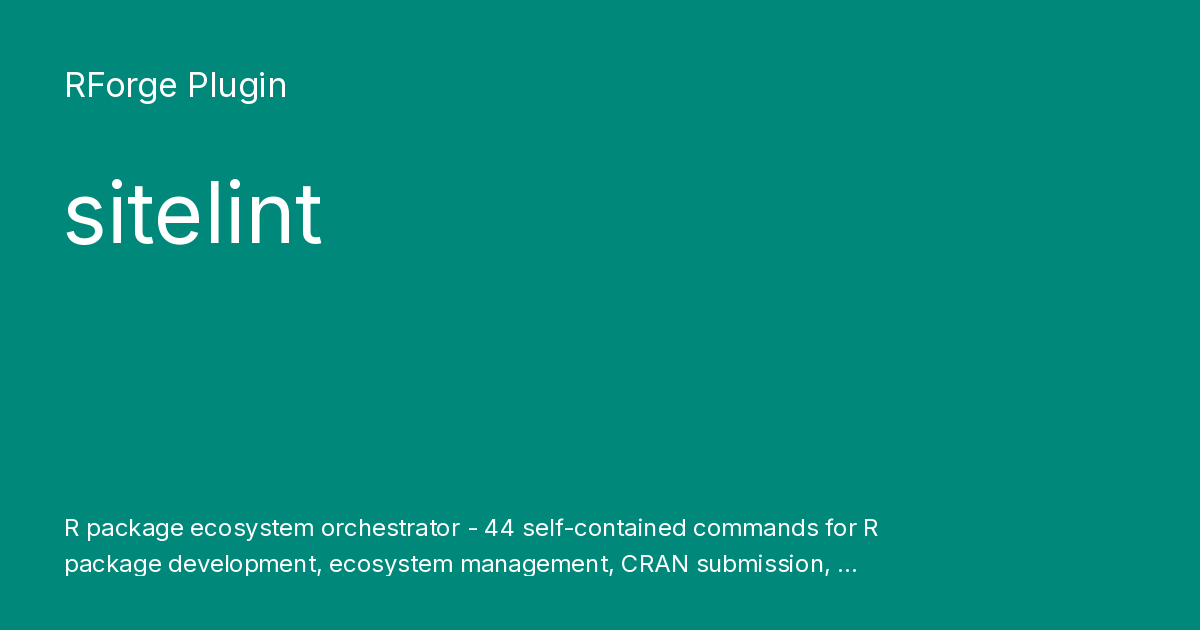 RForge Plugin
sitelint
R package ecosystem orchestrator - 44 self-contained commands for R
package development, ecosystem management, CRAN submission, ...